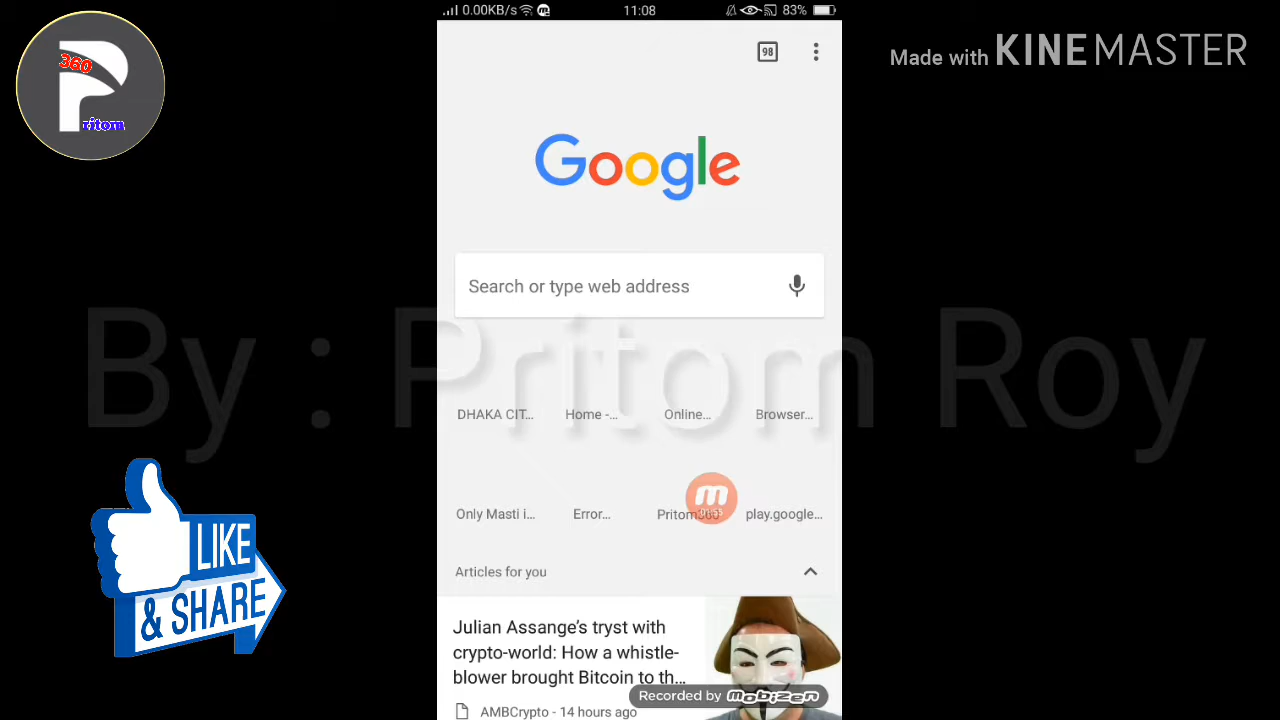 0.00KB/s
11:08
83%
98
Made with KINEMASTER
360
Pritom
Google
Search or type web address
By : Pritom Roy
DHAKA CIT...
Home -...
Online...
Browser...
Only Masti i...
Error...
Pritom360
play.google...
LIKE
& SHARE
Articles for you
Julian Assange’s tryst with
crypto-world: How a whistle-
blower brought Bitcoin to th...
AMBCrypto - 14 hours ago
Recorded by mobizen